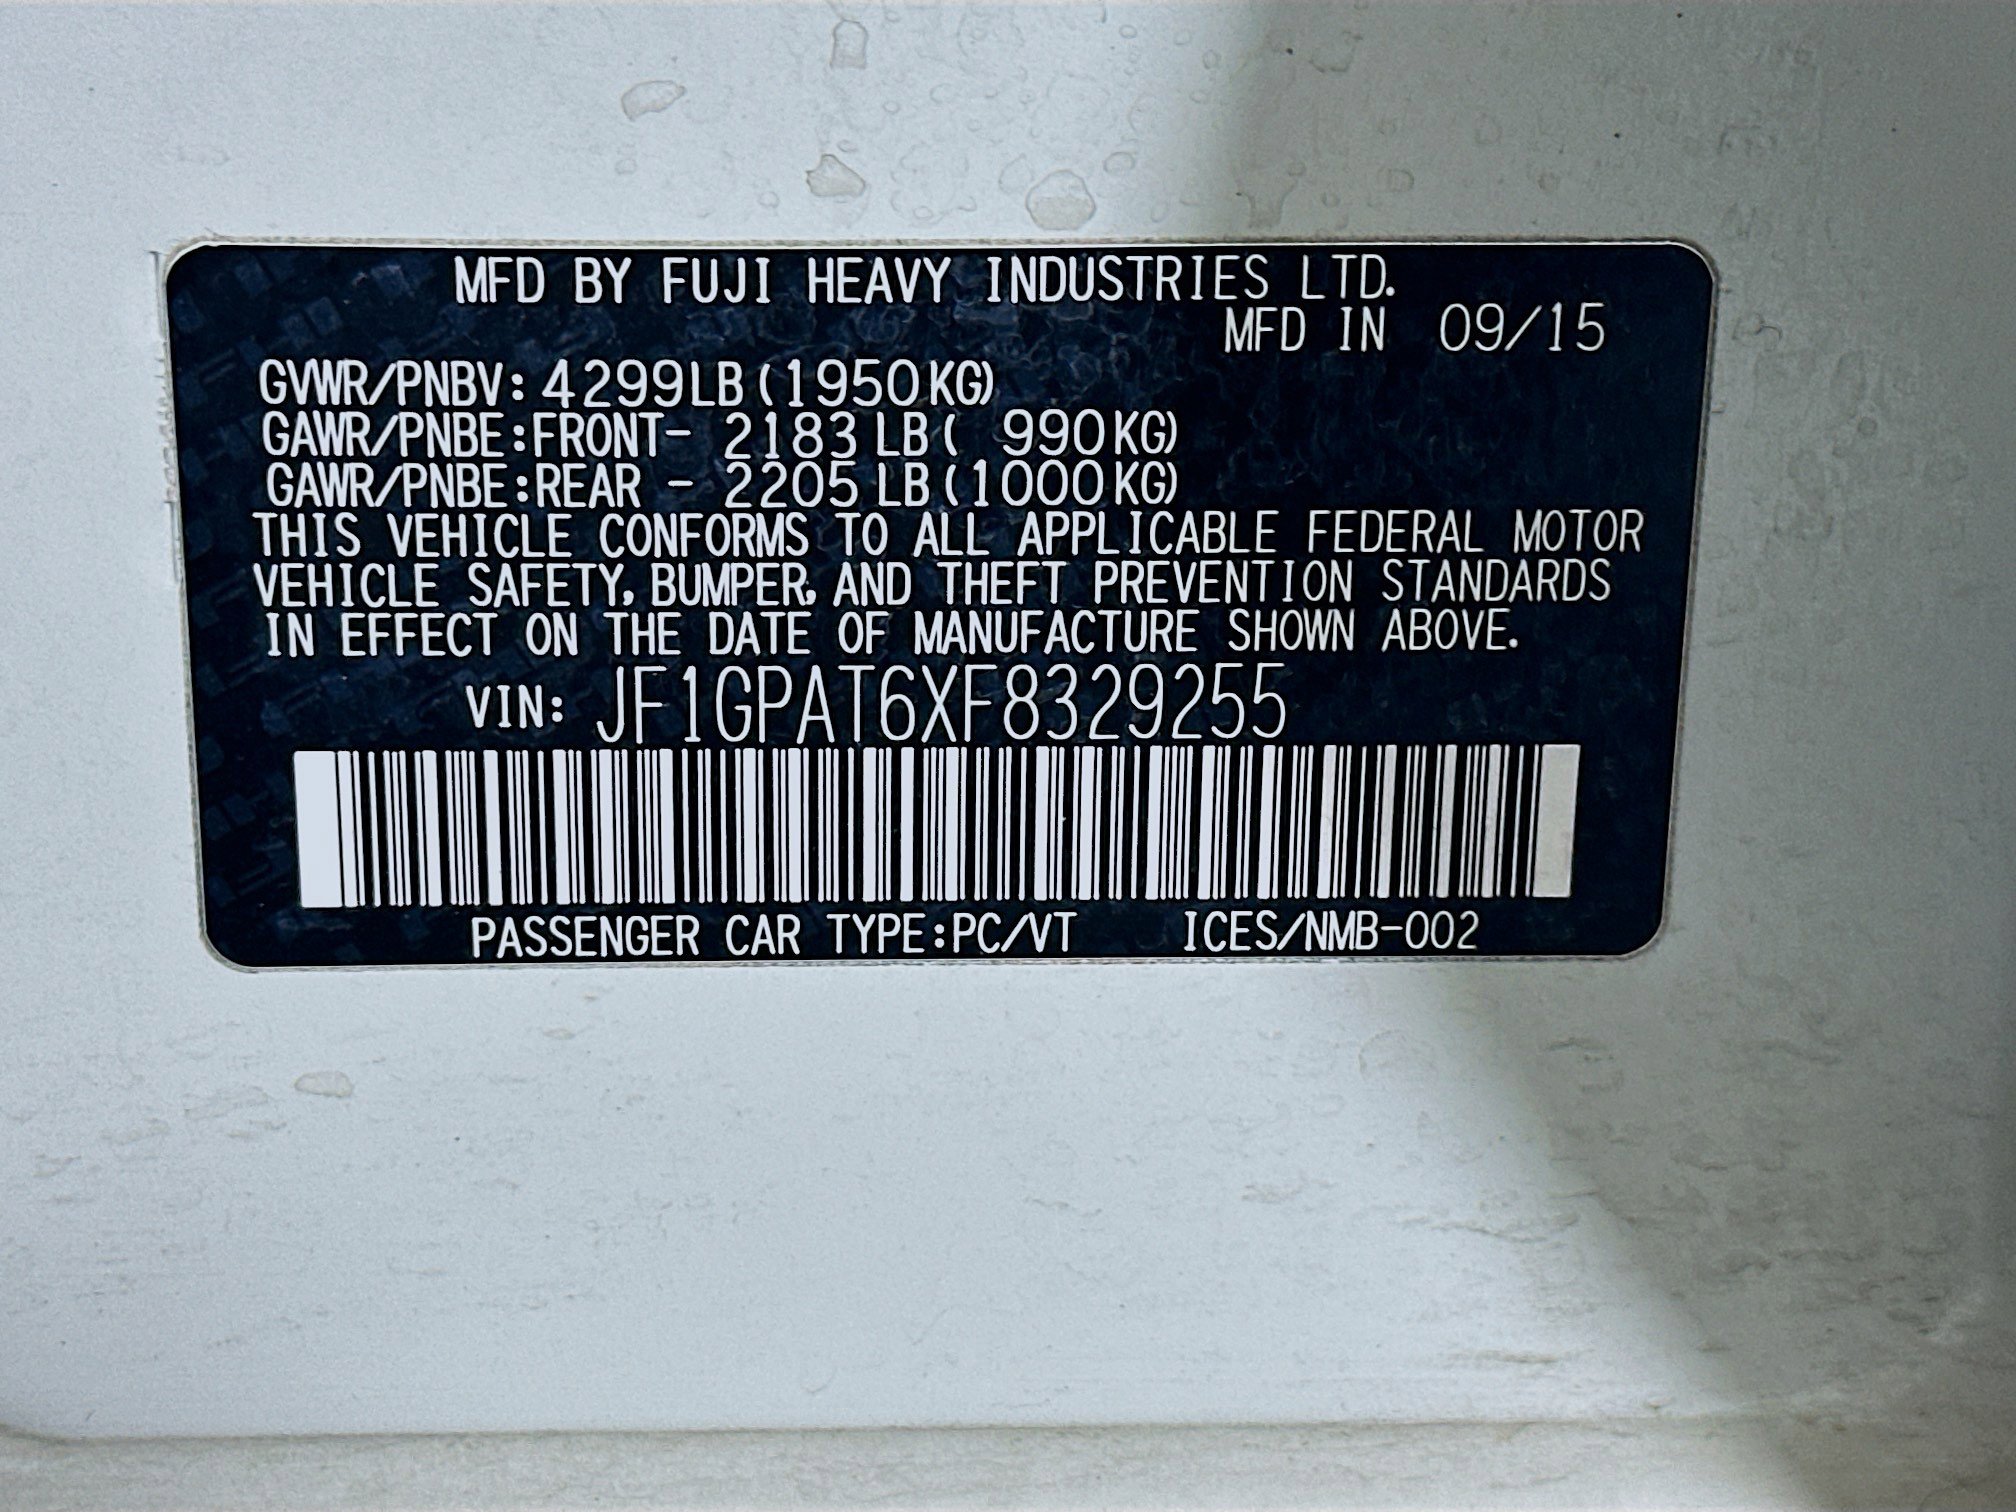 MFD BY FUJI HEAVY INDUSTRIES LTD.
MFD IN 09/15
GVWR/PNBV: 4299LB (1950KG)
GAWR/PNBE:FRONT- 2183 LB ( 990KG)
GAWR/PNBE:REAR - 2205 LB (1000KG)
THIS VEHICLE CONFORMS TO ALL APPLICABLE FEDERAL MOTOR
VEHICLE SAFETY, BUMPER, AND THEFT PREVENTION STANDARDS
IN EFFECT ON THE DATE OF MANUFACTURE SHOWN ABOVE.
VIN: JF1GPAT6XF8329255
PASSENGER CAR TYPE:PC/VT ICES/NMB-002